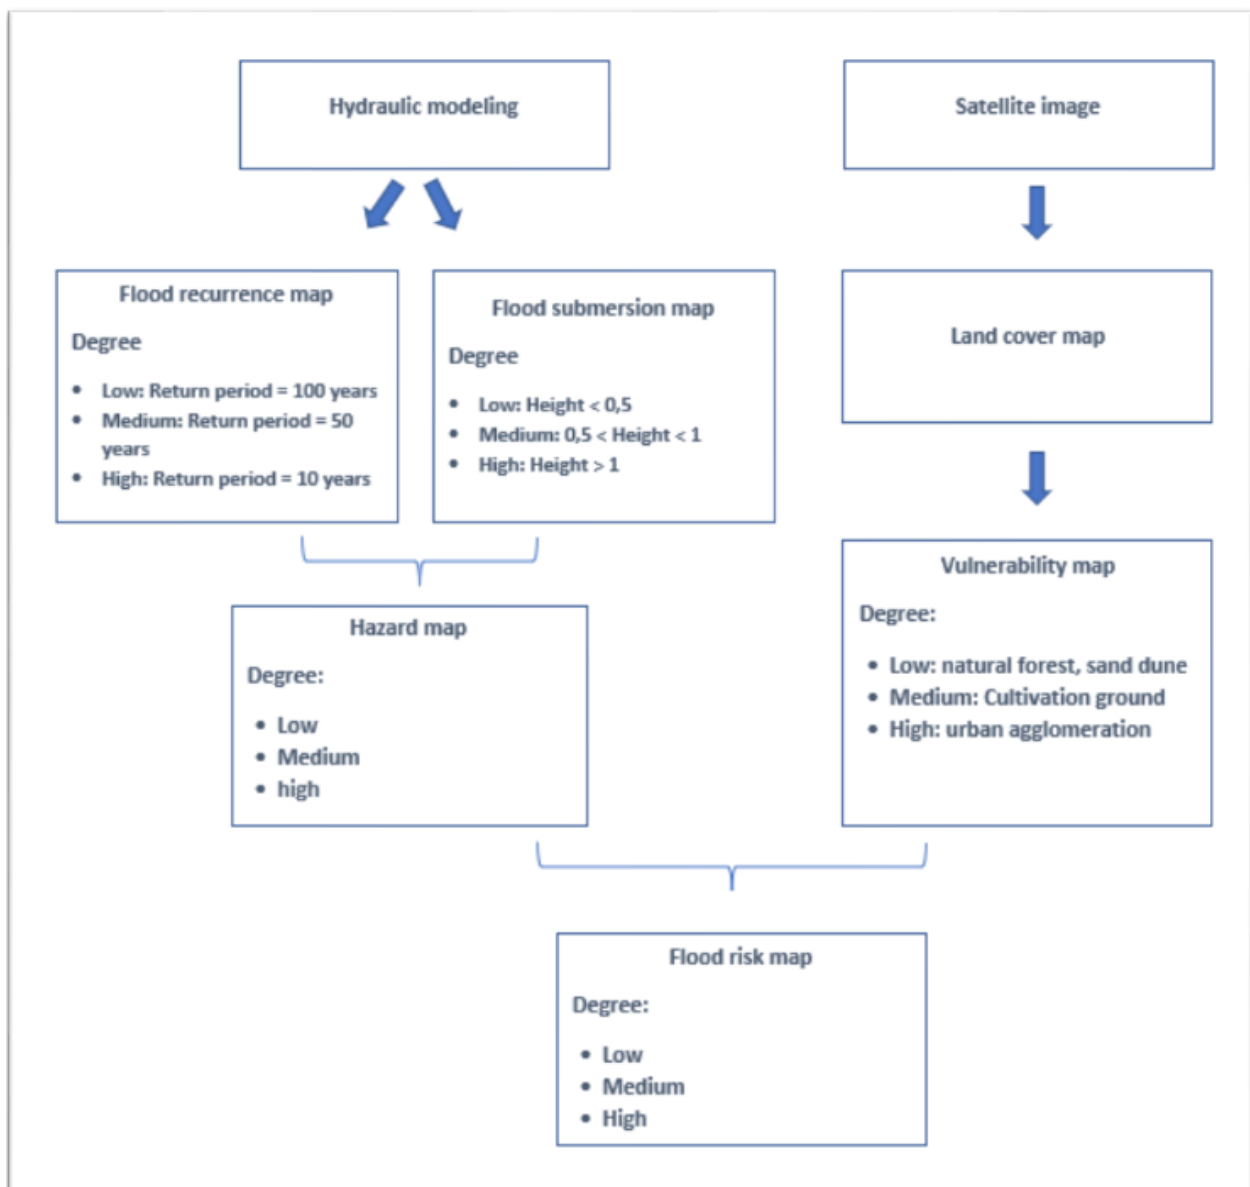 Hydraulic modeling
Satellite image
Flood recurrence map
Degree
• Low: Return period = 100 years
• Medium: Return period = 50
years
• High: Return period = 10 years
Flood submersion map
Degree
• Low: Height < 0,5
• Medium: 0,5 < Height < 1
• High: Height > 1
Land cover map
Hazard map
Degree:
• Low
• Medium
• high
Vulnerability map
Degree:
• Low: natural forest, sand dune
• Medium: Cultivation ground
• High: urban agglomeration
Flood risk map
Degree:
• Low
• Medium
• High